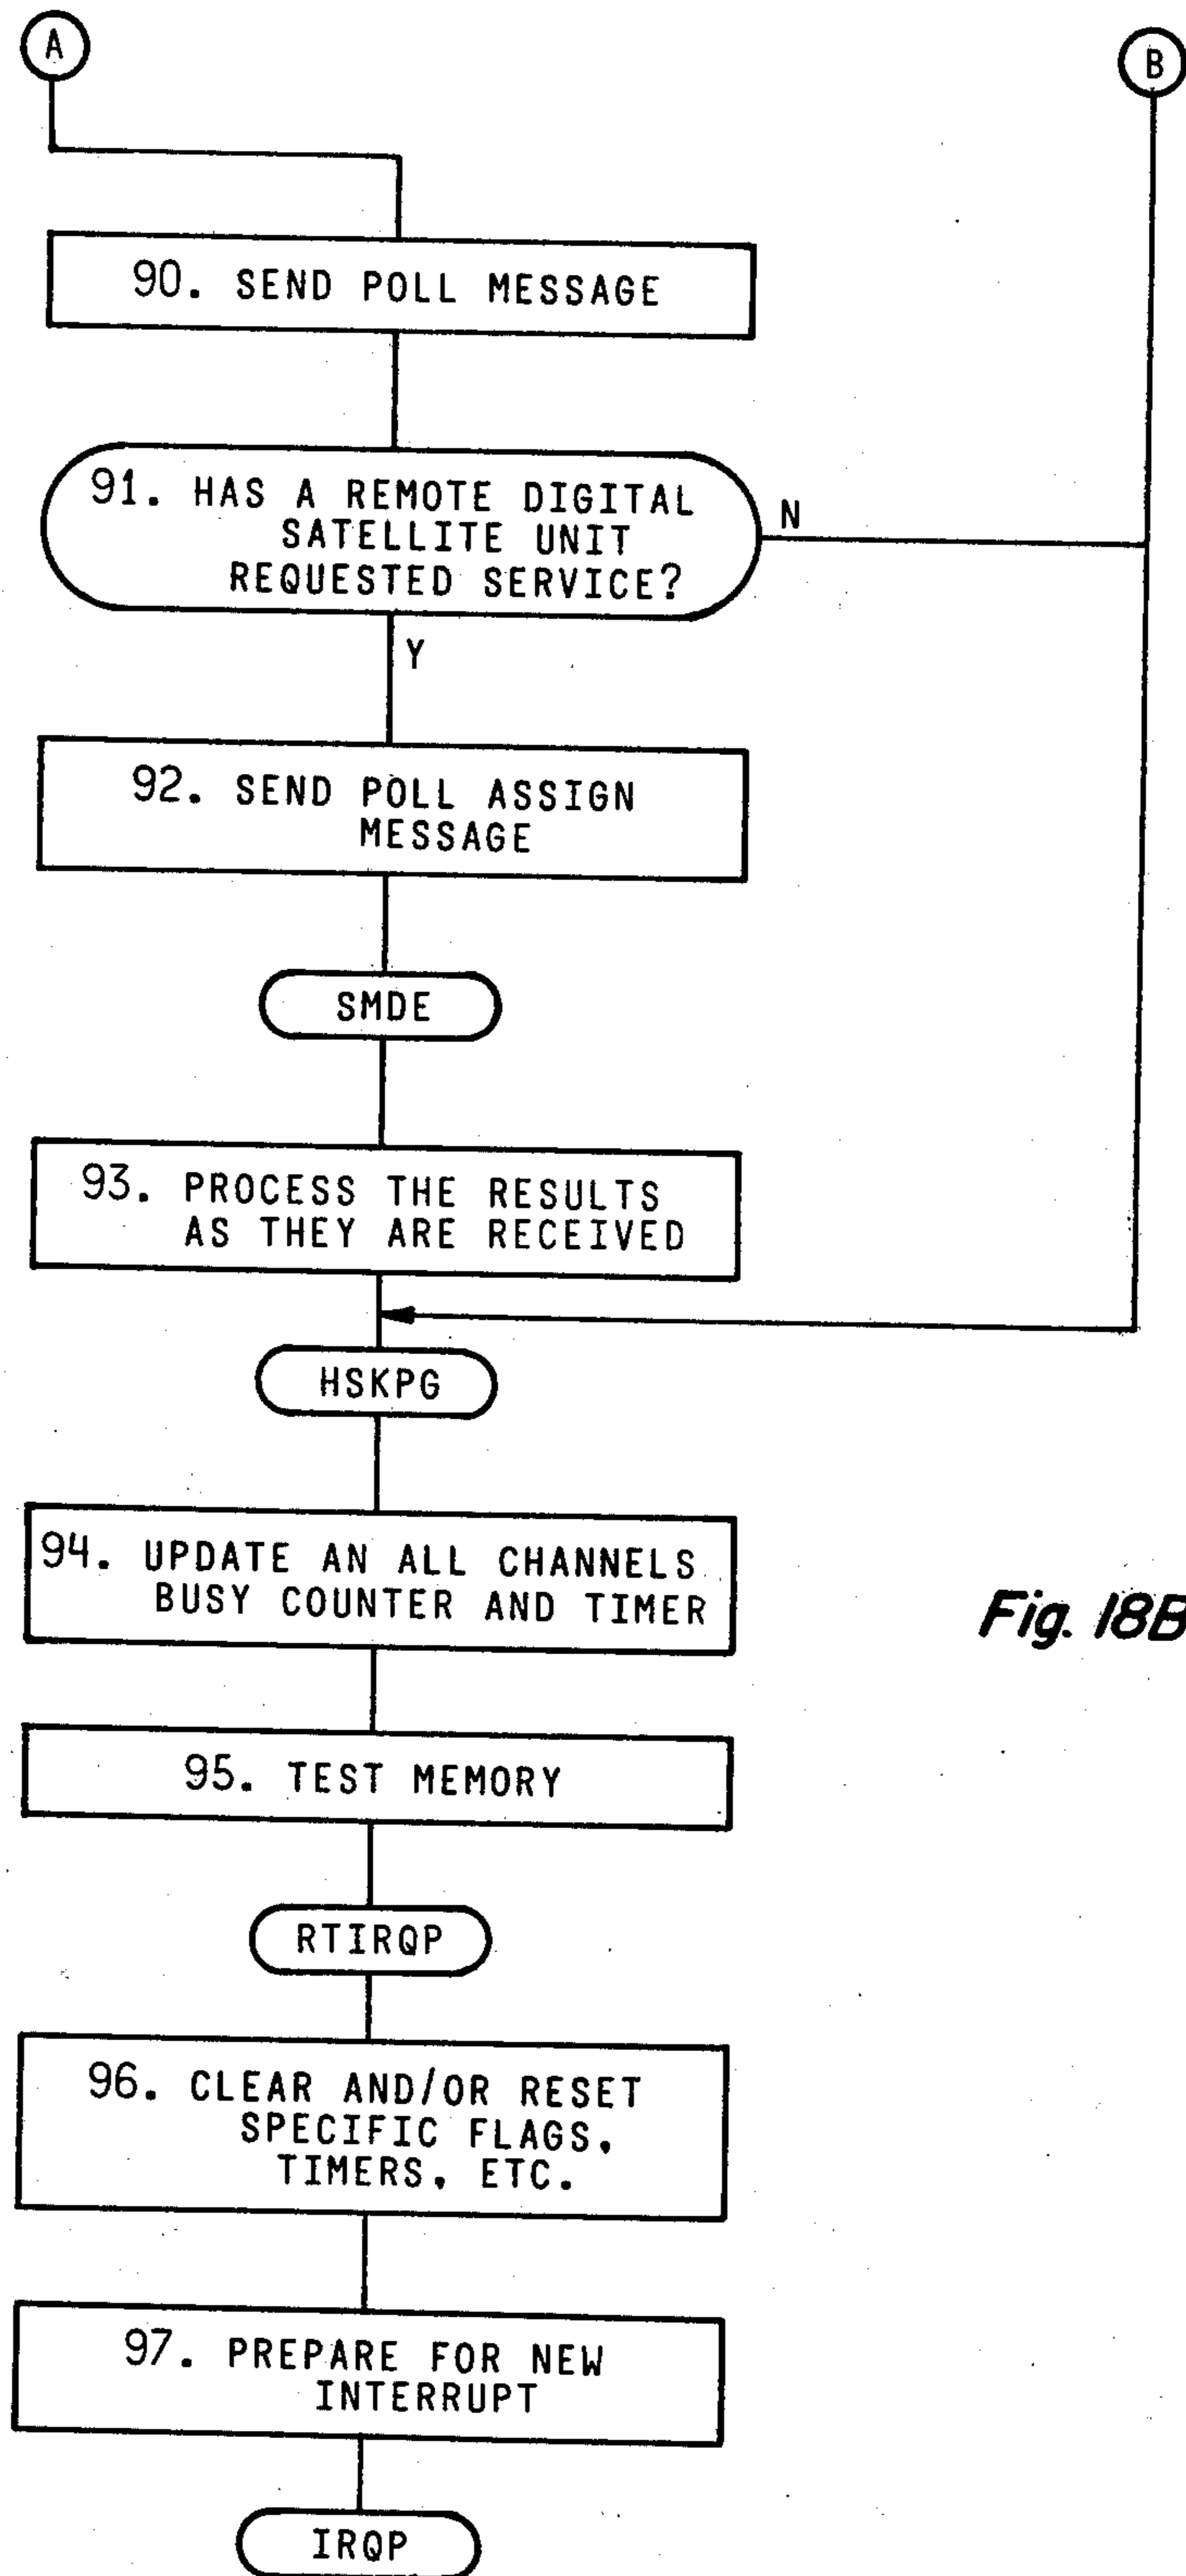 A
B
90. SEND POLL MESSAGE
91. HAS A REMOTE DIGITAL
SATELLITE UNIT
REQUESTED SERVICE?
N
Y
92. SEND POLL ASSIGN
MESSAGE
SMDE
93. PROCESS THE RESULTS
AS THEY ARE RECEIVED
HSKPG
94. UPDATE AN ALL CHANNELS
BUSY COUNTER AND TIMER
Fig. 18B
95. TEST MEMORY
RTIRQP
96. CLEAR AND/OR RESET
SPECIFIC FLAGS,
TIMERS, ETC.
97. PREPARE FOR NEW
INTERRUPT
IRQP